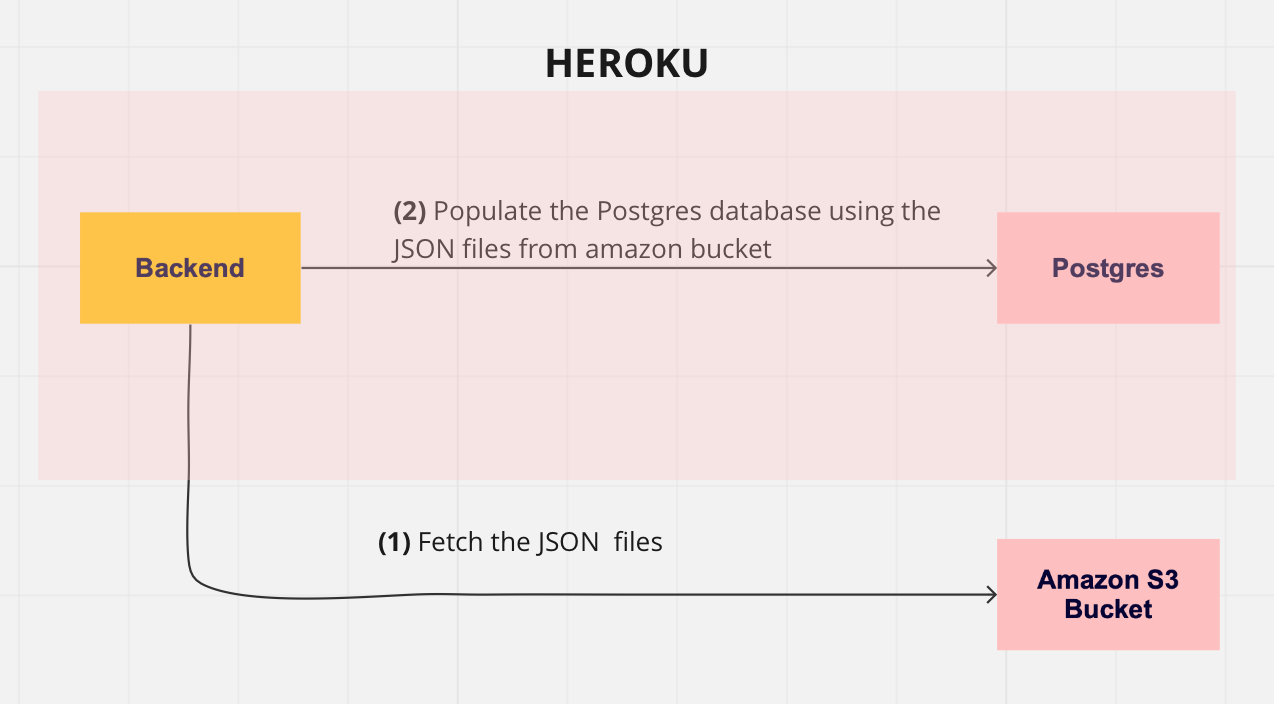 HEROKU
(2) Populate the Postgres database using the
JSON files from amazon bucket
Backend
Postgres
(1) Fetch the JSON  files
Amazon S3
Bucket